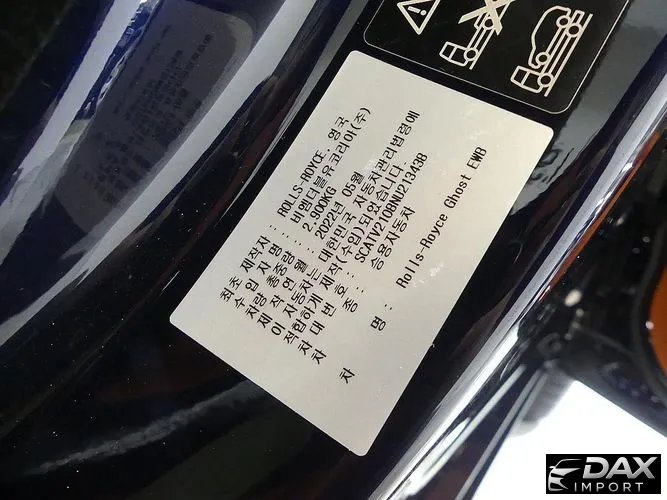 최초 제작자 : ROLLS-ROYCE, 영국
수입자명 : 비엠더블유코리아(주)
차량총중량 : 2,900KG
제작연월 : 2022년 05월
이 자동차는 대한민국 자동차관리법령에
적합하게 제작(수입)되었습니다.
차대번호 : SCATV2108NU213438
차종 : 승용자동차
차명 : Rolls-Royce Ghost EWB
DAX
IMPORT